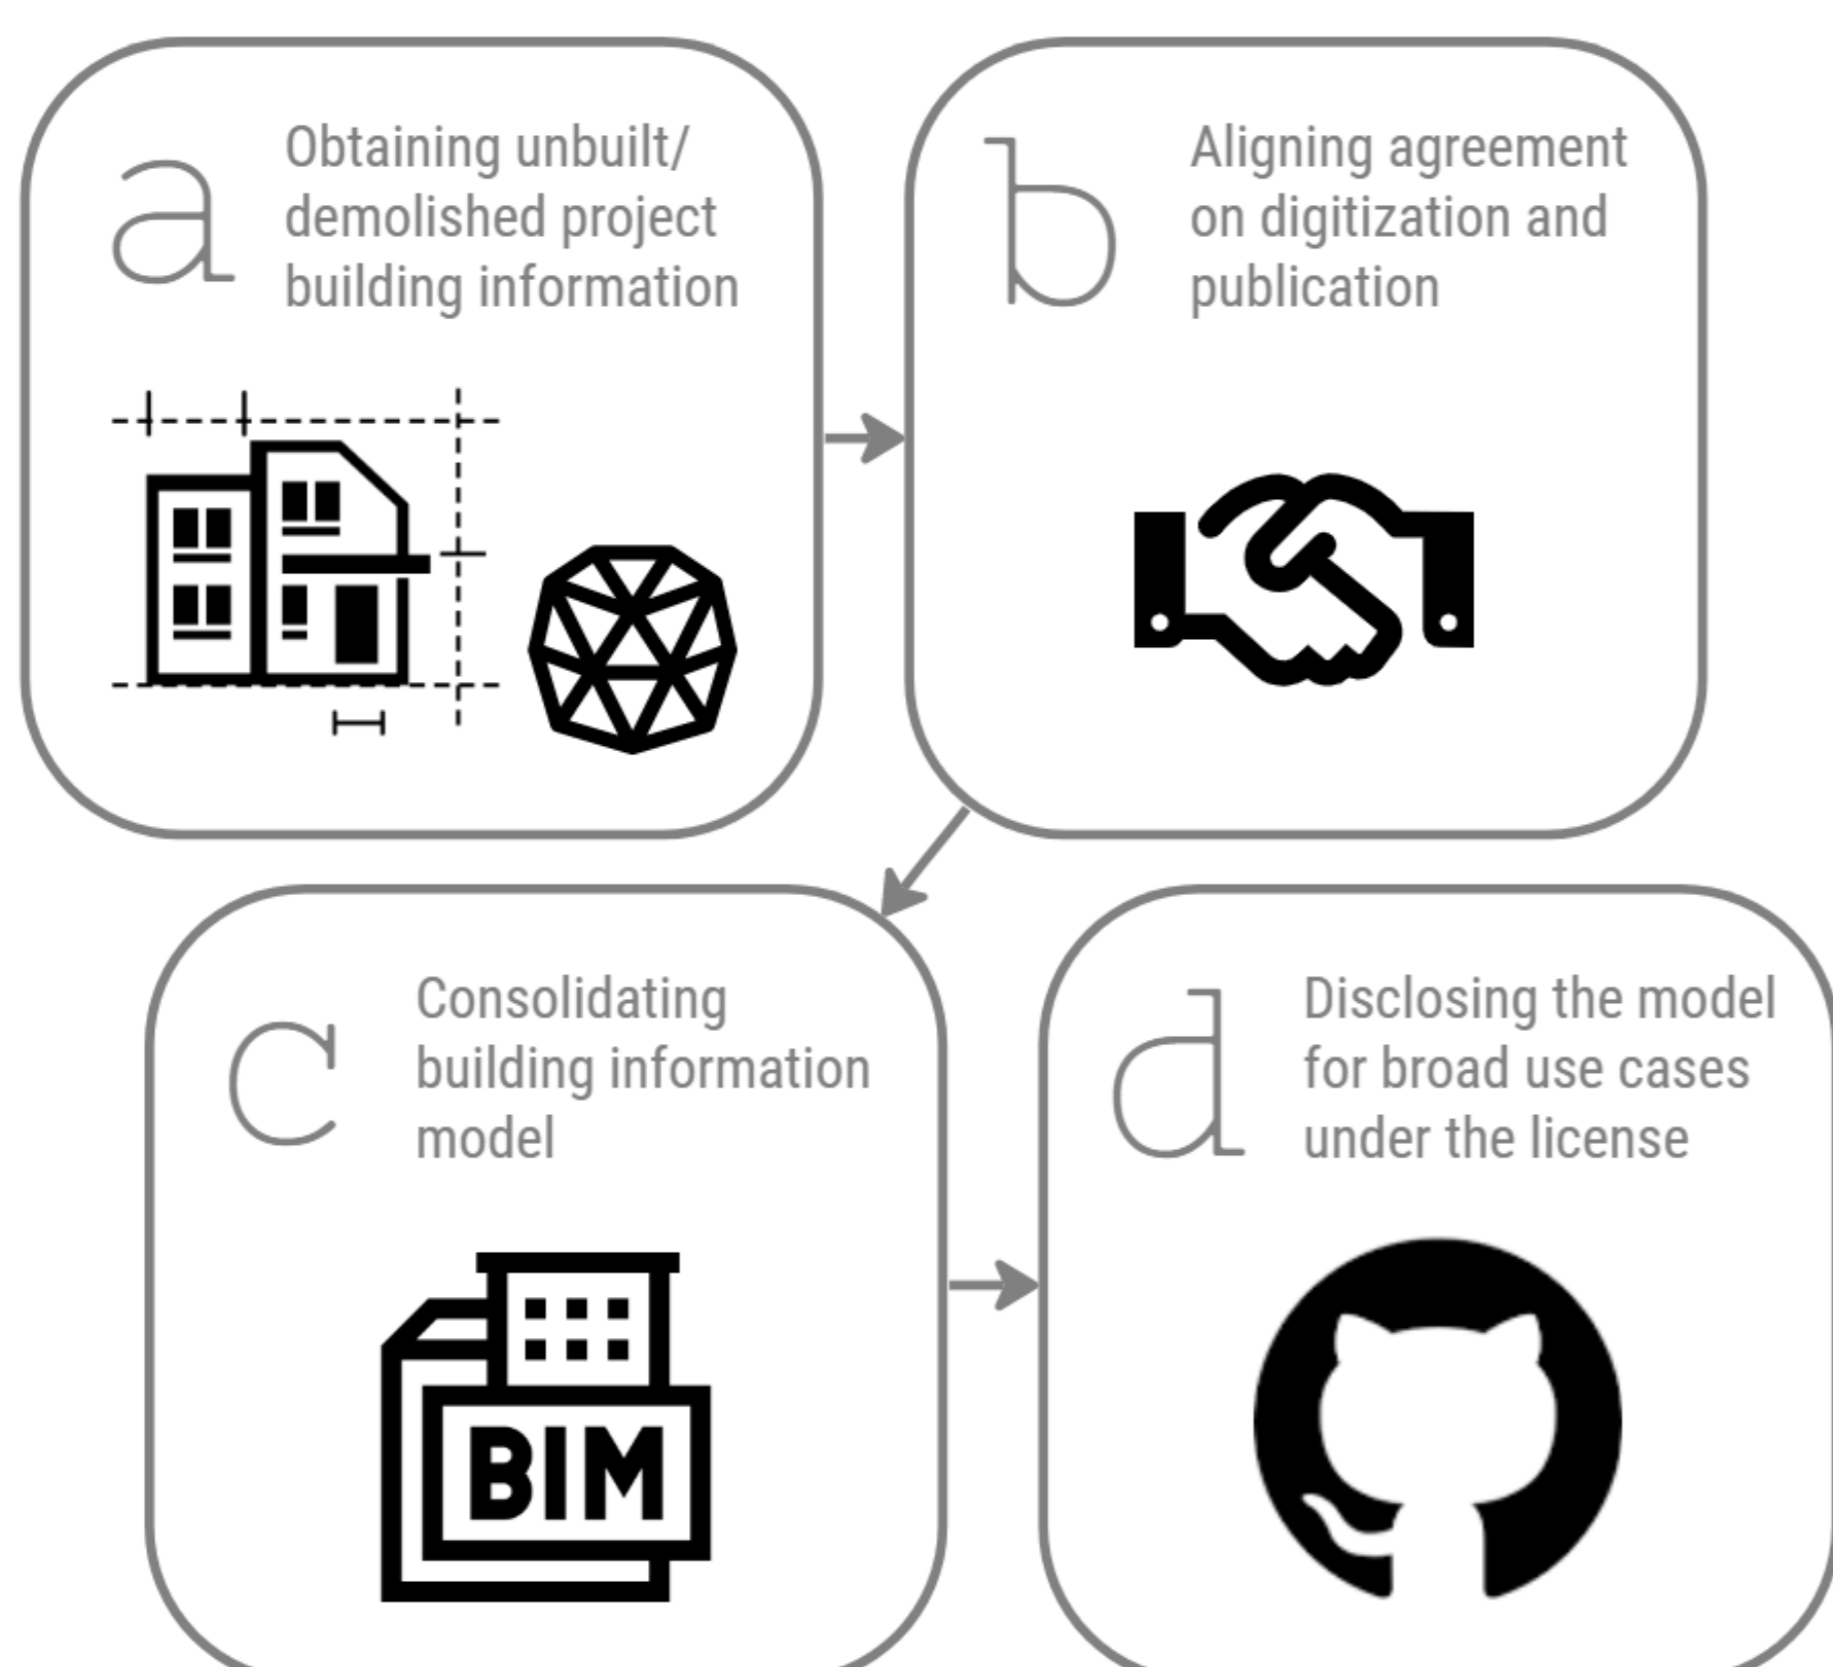 a
Obtaining unbuilt/
demolished project
building information
b
Aligning agreement
on digitization and
publication
c
Consolidating
building information
model
BIM
d
Disclosing the model
for broad use cases
under the license